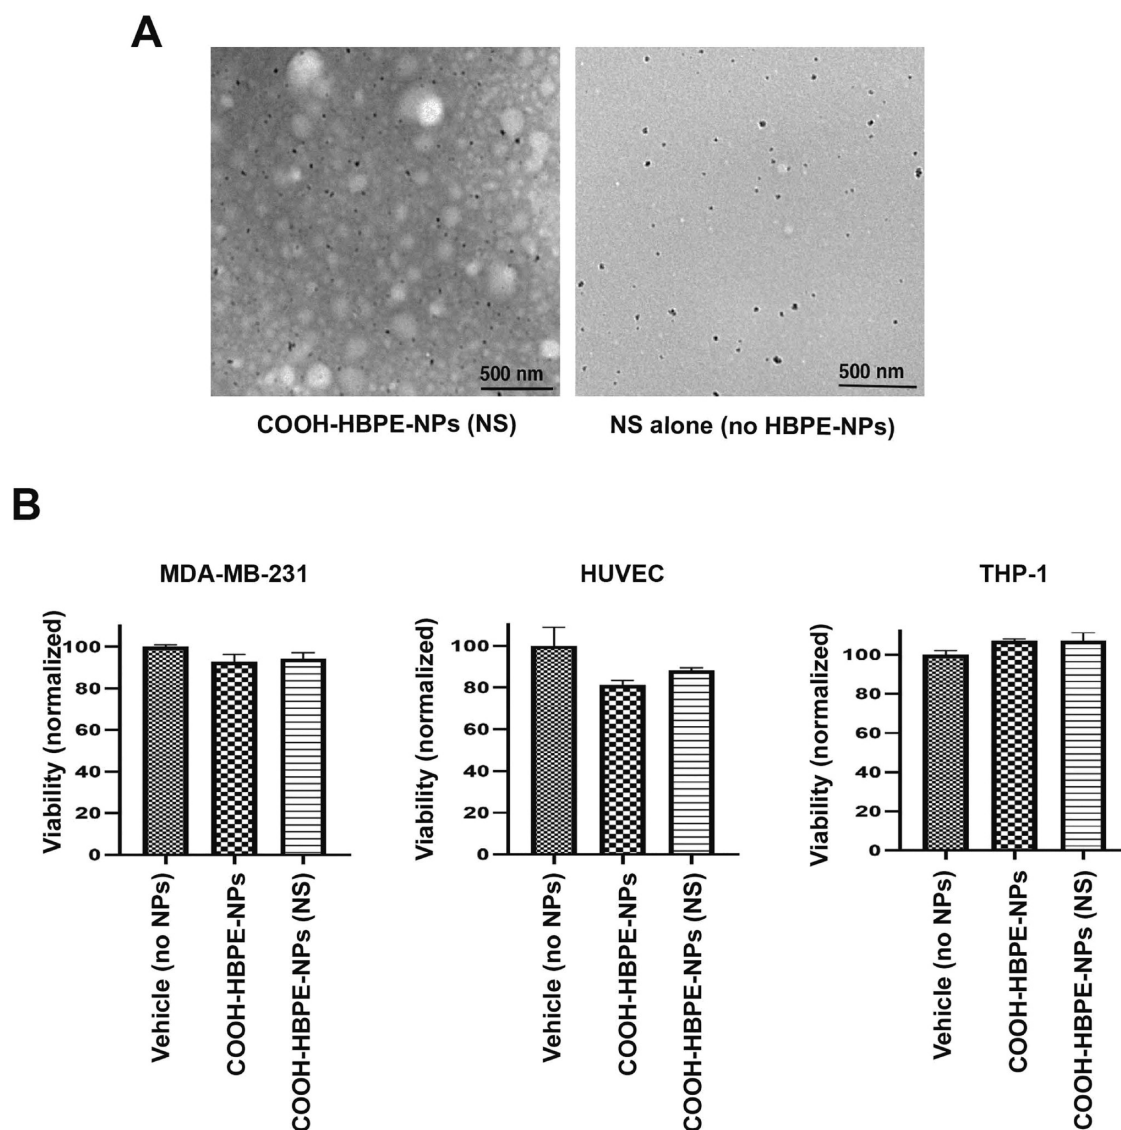 A
500 nm
500 nm
COOH-HBPE-NPs (NS)
NS alone (no HBPE-NPs)
B
MDA-MB-231
Viability (normalized)
100
80
60
40
20
0
Vehicle (no NPs)
COOH-HBPE-NPs
COOH-HBPE-NPs (NS)
HUVEC
Viability (normalized)
100
80
60
40
20
0
Vehicle (no NPs)
COOH-HBPE-NPs
COOH-HBPE-NPs (NS)
THP-1
Viability (normalized)
100
80
60
40
20
0
Vehicle (no NPs)
COOH-HBPE-NPs
COOH-HBPE-NPs (NS)